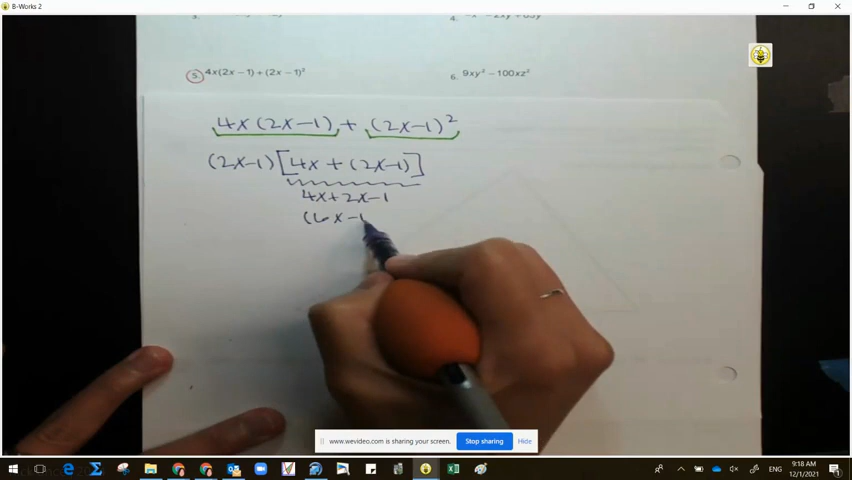 B-Works 2
5. 4x(2x − 1) + (2x − 1)²
6. 9xy² − 100xz²
4x(2x-1) + (2x-1)²
(2x-1)[4x + (2x-1)]
4x+2x-1
(6x-1
www.wevideo.com is sharing your screen. Stop sharing Hide
9:18 AM
12/1/2021